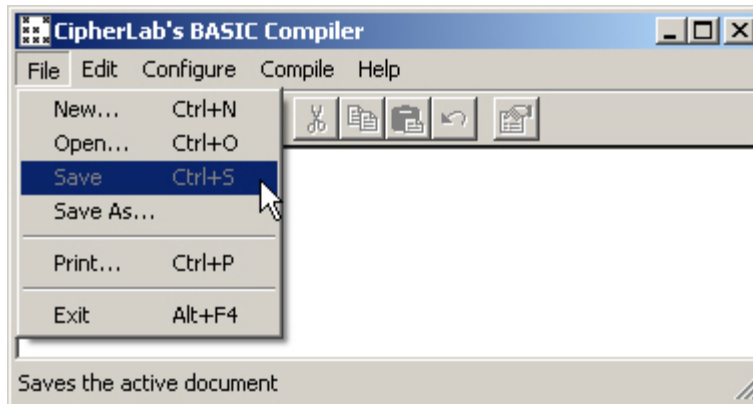 CipherLab's BASIC Compiler
File Edit Configure Compile Help
New... Ctrl+N
Open... Ctrl+O
Save Ctrl+S
Save As...
Print... Ctrl+P
Exit Alt+F4
Saves the active document